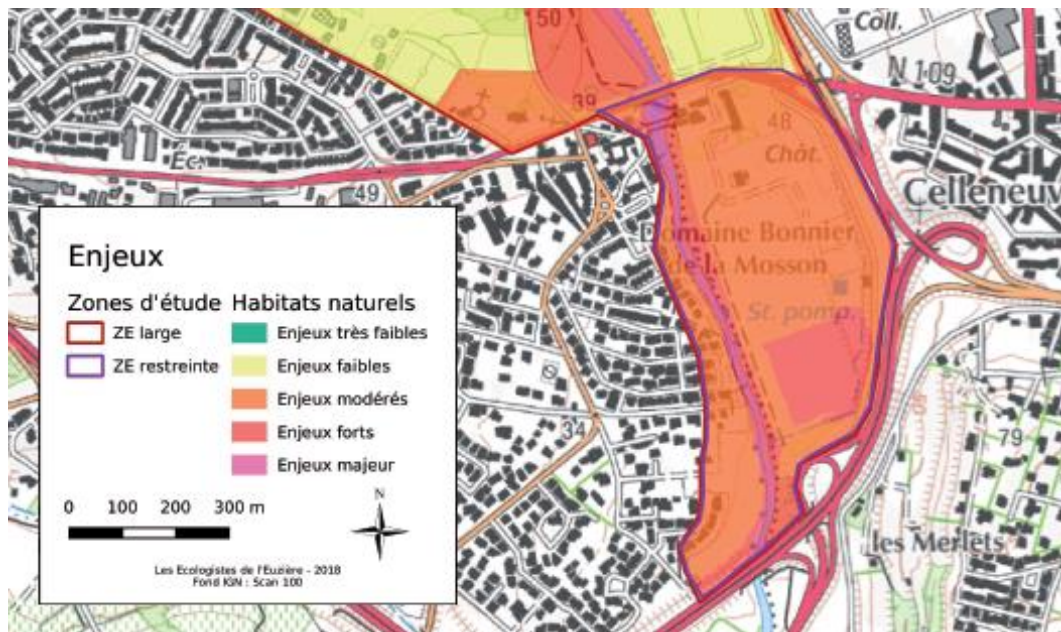 50
Coll.
N 109
39
48
Éc.
Chât.
49
Celleneuv
Enjeux
Domaine Bonnier
de la Mosson
Zones d'étude
ZE large
ZE restreinte
Habitats naturels
Enjeux très faibles
Enjeux faibles
Enjeux modérés
Enjeux forts
Enjeux majeur
St. pomp.
34
79
0 100 200 300 m
N
les Merlets
Les Ecologistes de l'Euzière - 2018
Fond IGN : Scan 100